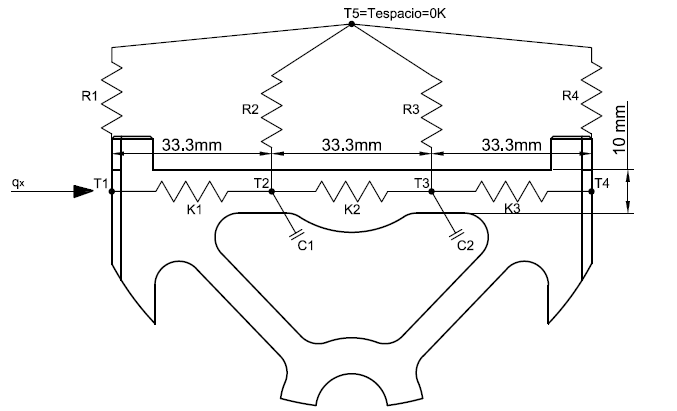 T5=Tespacio=0K
R1
R2
R3
R4
33.3mm
33.3mm
33.3mm
10 mm
qx
T1
T2
T3
T4
K1
K2
K3
C1
C2